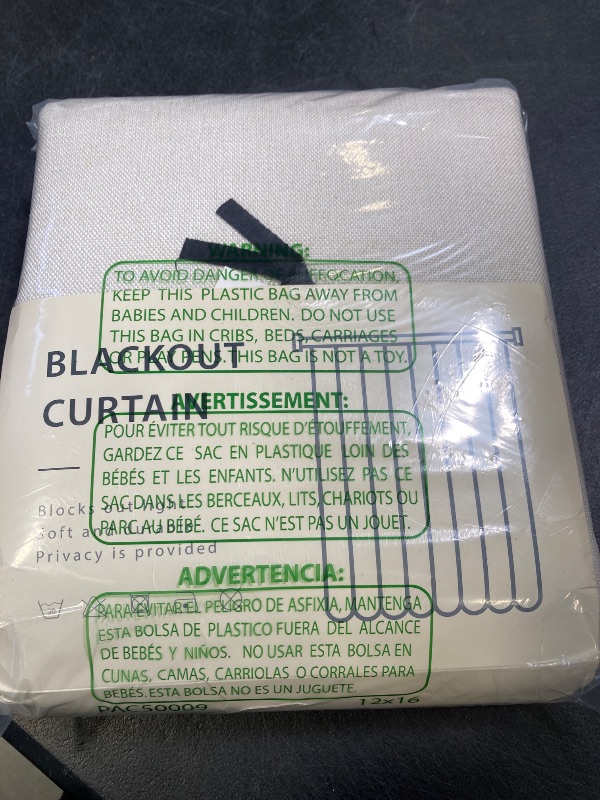 WARNING:
TO AVOID DANGER OF SUFFOCATION,
KEEP THIS PLASTIC BAG AWAY FROM
BABIES AND CHILDREN. DO NOT USE
THIS BAG IN CRIBS, BEDS, CARRIAGES
OR PLAY PENS. THIS BAG IS NOT A TOY.
BLACKOUT
CURTAIN
AVERTISSEMENT:
POUR ÉVITER TOUT RISQUE D'ÉTOUFFEMENT,
GARDEZ CE SAC EN PLASTIQUE LOIN DES
BÉBÉS ET LES ENFANTS. N'UTILISEZ PAS CE
SAC DANS LES BERCEAUX, LITS, CHARIOTS OU
PARC AU BÉBÉ. CE SAC N'EST PAS UN JOUET.
Blocks out light
Soft and durable
Privacy is provided
ADVERTENCIA:
PARA EVITAR EL PELIGRO DE ASFIXIA, MANTENGA
ESTA BOLSA DE PLASTICO FUERA DEL ALCANCE
DE BEBÉS Y NIÑOS. NO USAR ESTA BOLSA EN
CUNAS, CAMAS, CARRIOLAS O CORRALES PARA
BEBÉS. ESTA BOLSA NO ES UN JUGUETE.
PAC50009 12x16